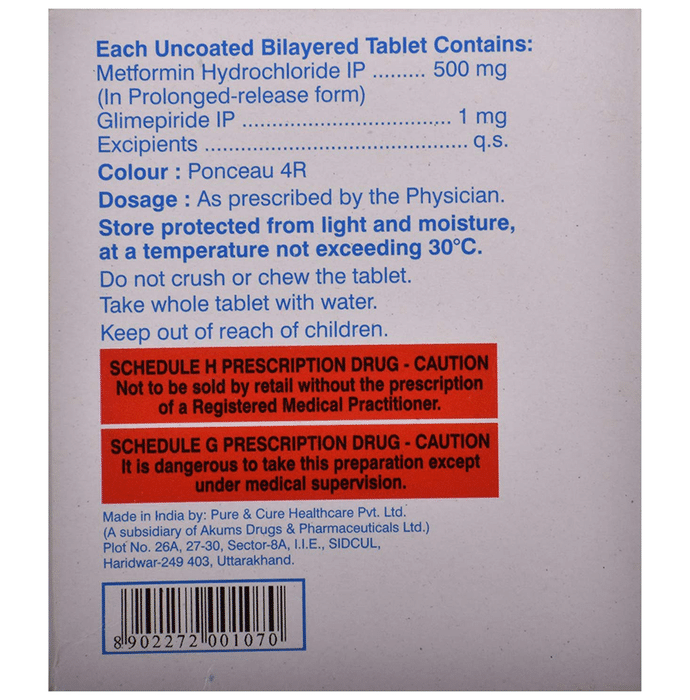 Each Uncoated Bilayered Tablet Contains:
Metformin Hydrochloride IP ......... 500 mg
(In Prolonged-release form)
Glimepiride IP ................................... 1 mg
Excipients ......................................... q.s.
Colour : Ponceau 4R
Dosage : As prescribed by the Physician.
Store protected from light and moisture,
at a temperature not exceeding 30°C.
Do not crush or chew the tablet.
Take whole tablet with water.
Keep out of reach of children.
SCHEDULE H PRESCRIPTION DRUG - CAUTION
Not to be sold by retail without the prescription
of a Registered Medical Practitioner.
SCHEDULE G PRESCRIPTION DRUG - CAUTION
It is dangerous to take this preparation except
under medical supervision.
Made in India by: Pure & Cure Healthcare Pvt. Ltd.
(A subsidiary of Akums Drugs & Pharmaceuticals Ltd.)
Plot No. 26A, 27-30, Sector-8A, I.I.E., SIDCUL,
Haridwar-249 403, Uttarakhand.
8 902272 001070